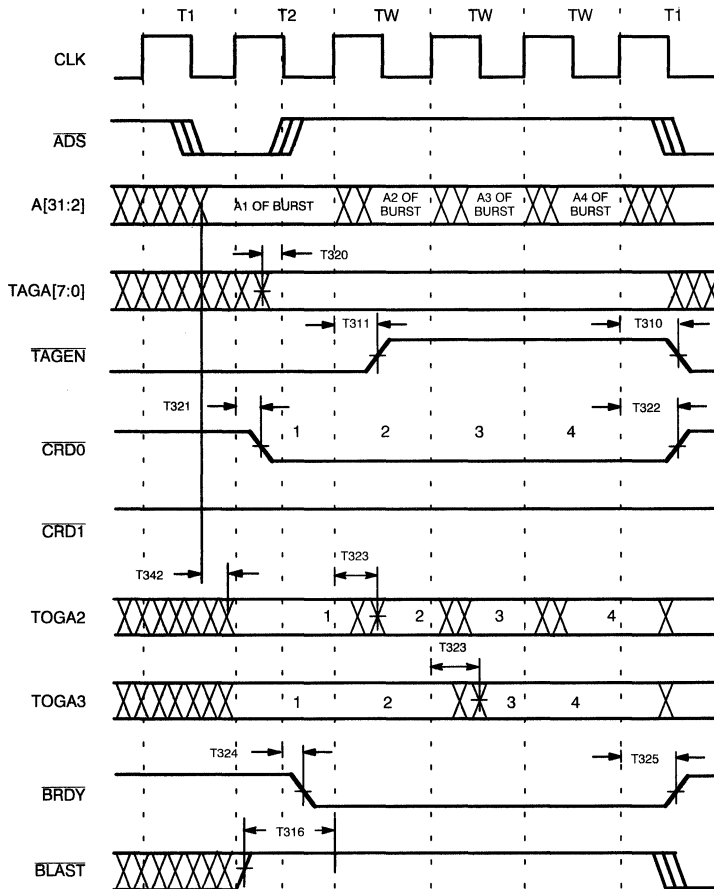 T1 T2 TW TW TW T1
CLK
ADS
A[31:2] A1 OF BURST A2 OF BURST A3 OF BURST A4 OF BURST
T320
TAGA[7:0]
T311 T310
TAGEN
T321 T322
CRD0 1 2 3 4
CRD1
T342 T323
TOGA2 1 2 3 4
T323
TOGA3 1 2 3 4
T324 T325
BRDY
T316
BLAST